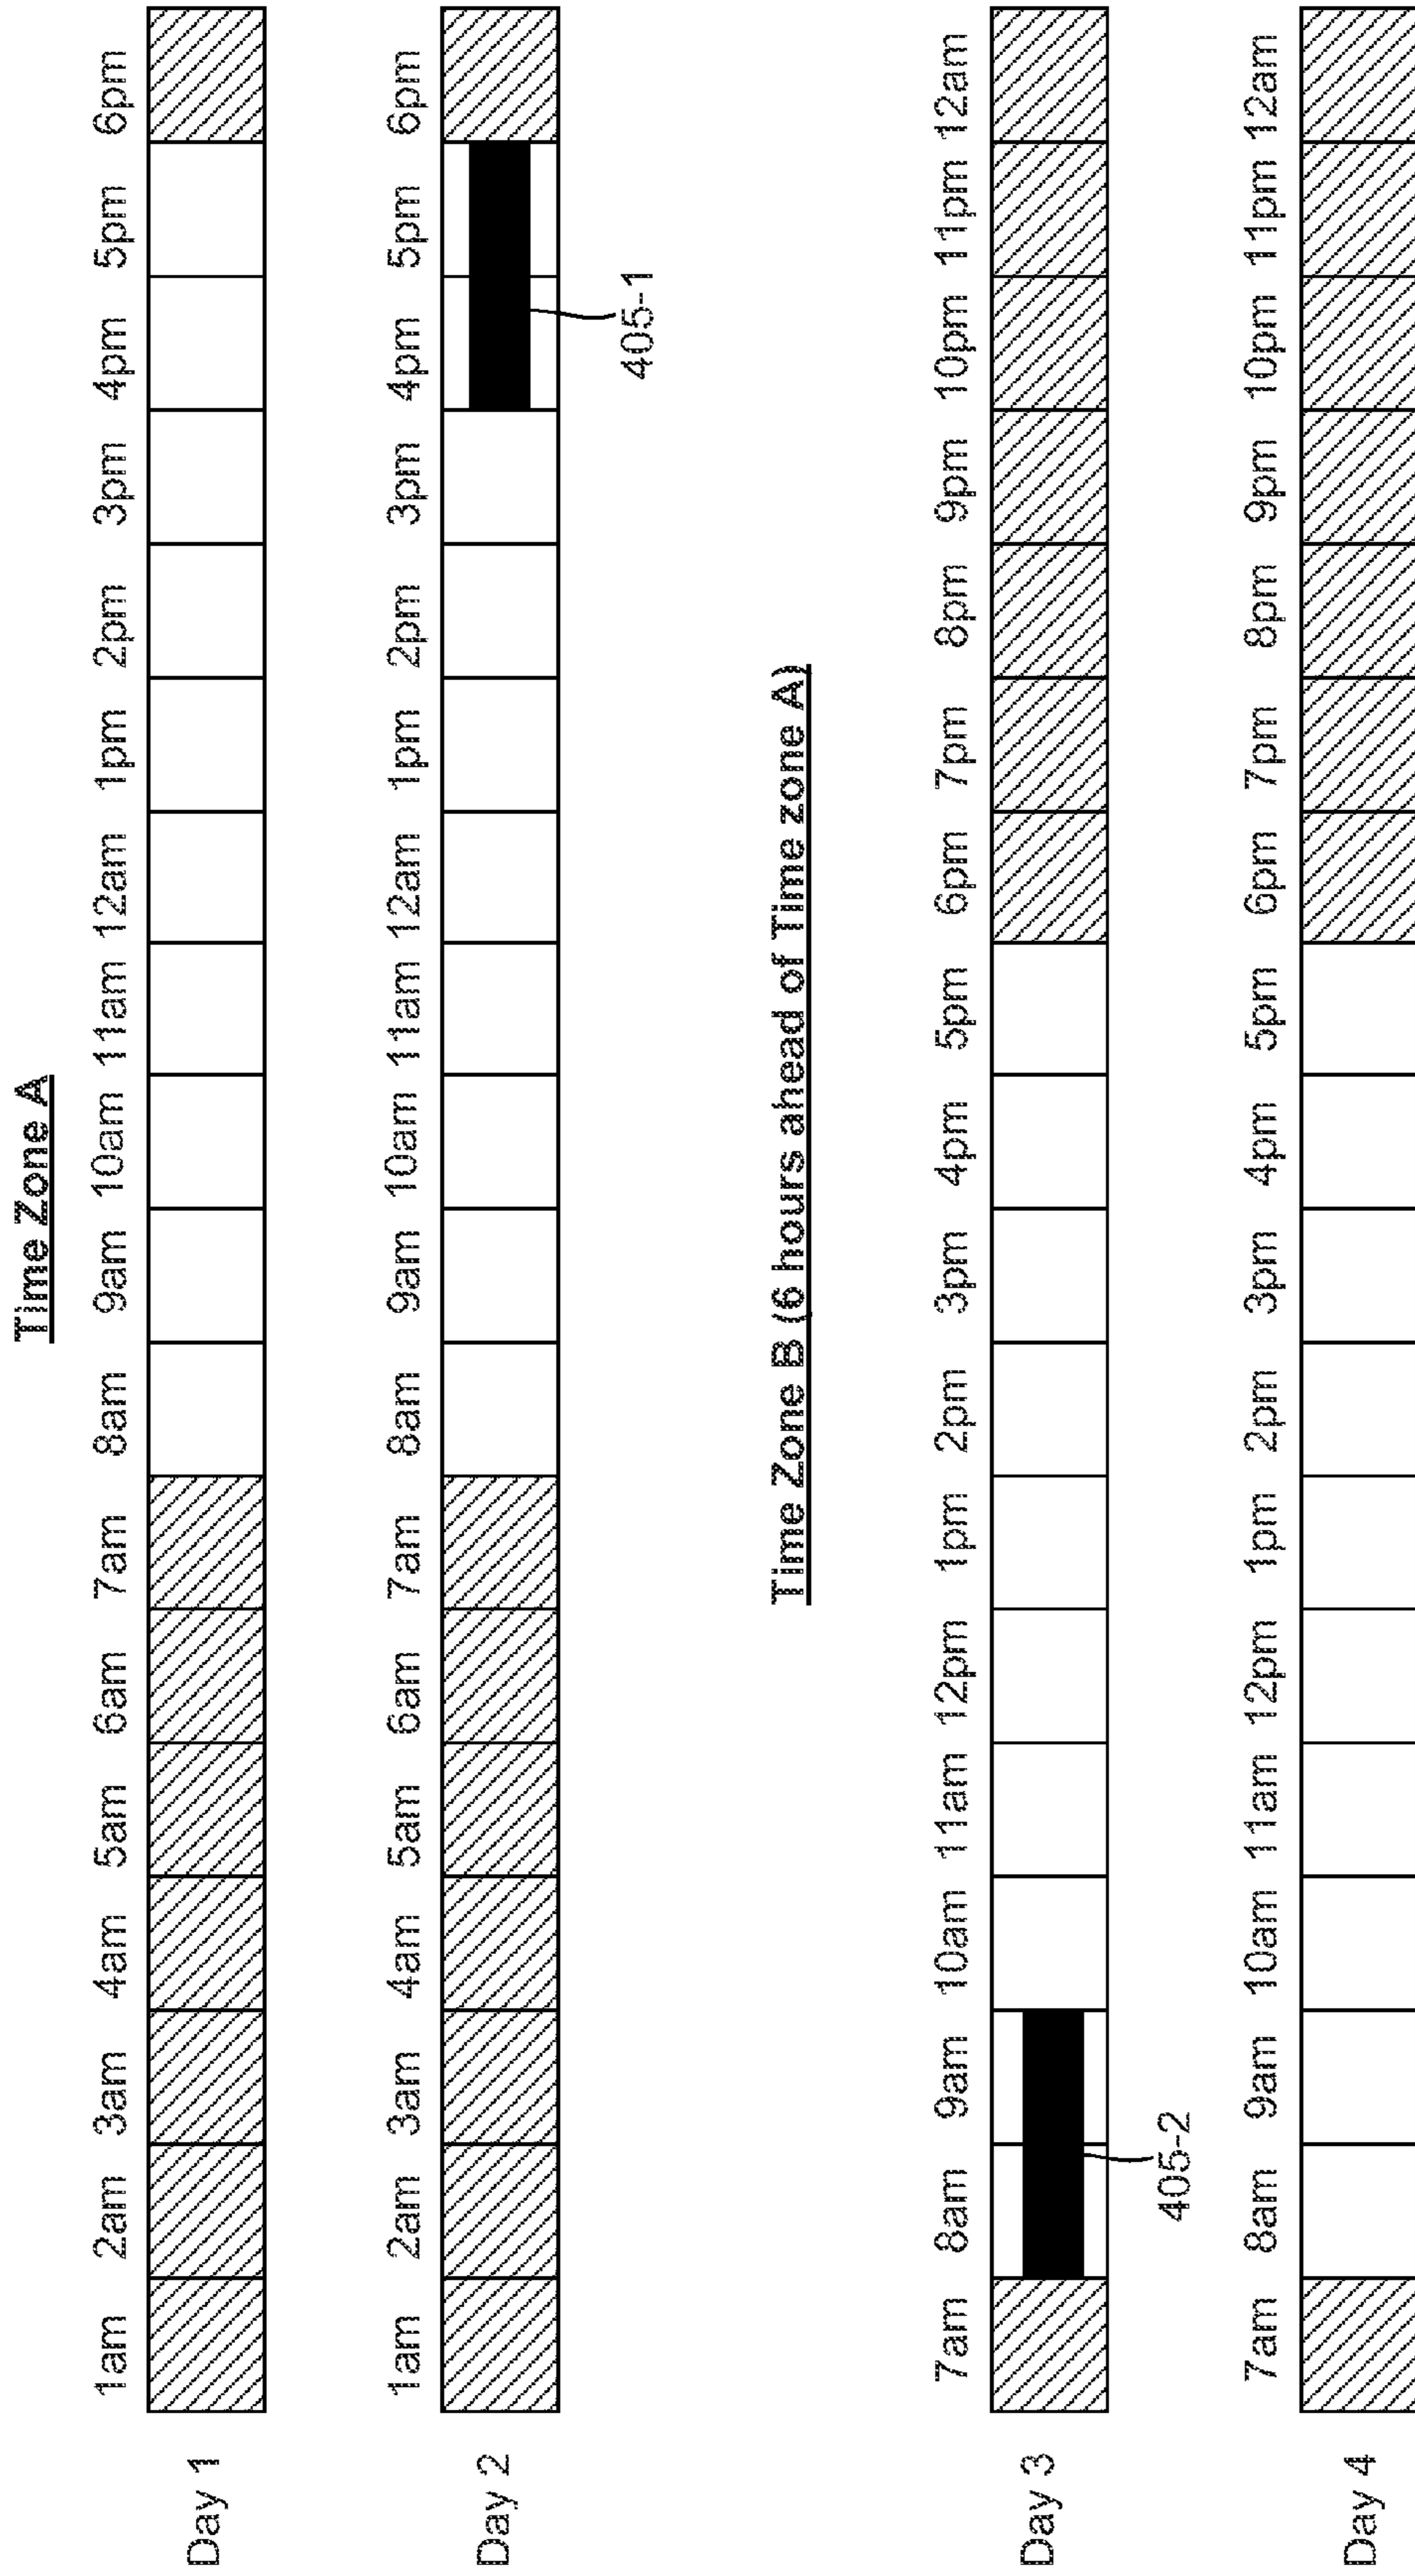 Time Zone A
1am 2am 3am 4am 5am 6am 7am 8am 9am 10am 11am 12am 1pm 2pm 3pm 4pm 5pm 6pm
Day 1
1am 2am 3am 4am 5am 6am 7am 8am 9am 10am 11am 12am 1pm 2pm 3pm 4pm 5pm 6pm
Day 2
405-1
Time Zone B (6 hours ahead of Time zone A)
7am 8am 9am 10am 11am 12pm 1pm 2pm 3pm 4pm 5pm 6pm 7pm 8pm 9pm 10pm 11pm 12am
Day 3
405-2
7am 8am 9am 10am 11am 12pm 1pm 2pm 3pm 4pm 5pm 6pm 7pm 8pm 9pm 10pm 11pm 12am
Day 4